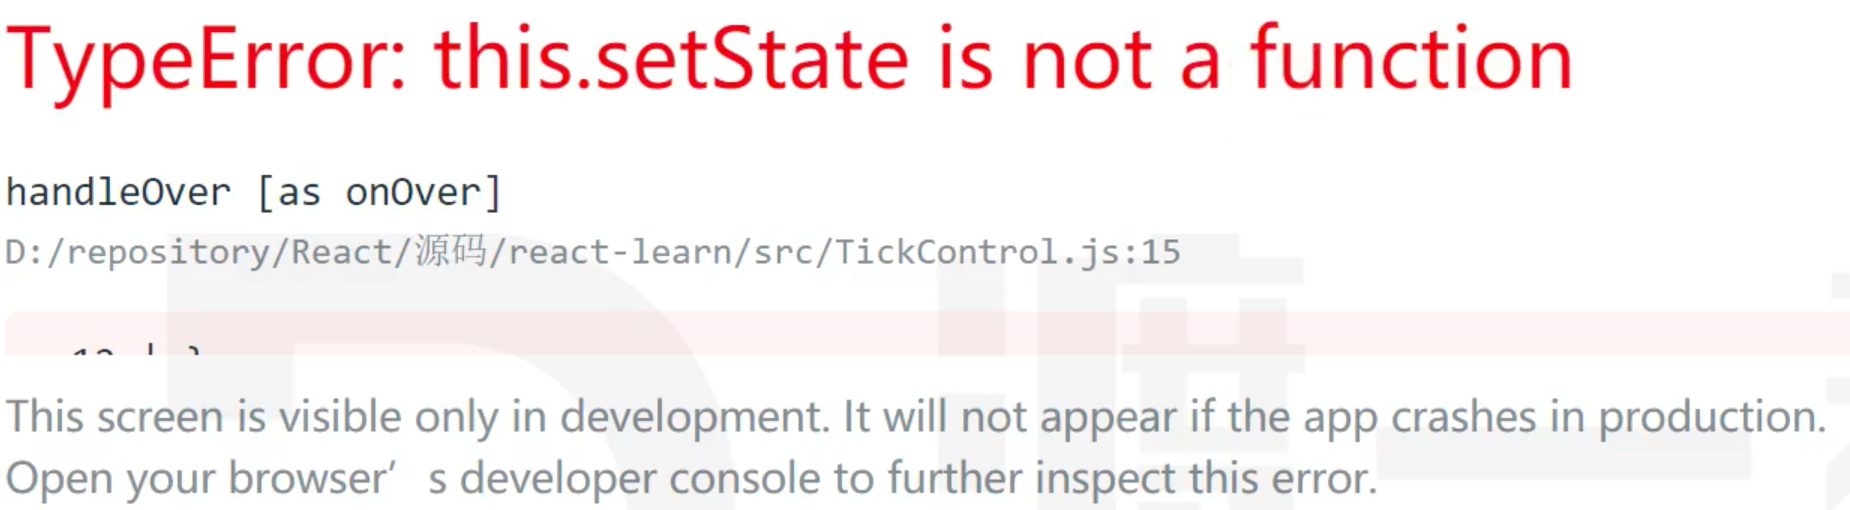 TypeError: this.setState is not a function
handleOver [as onOver]
D:/repository/React/源码/react-learn/src/TickControl.js:15
This screen is visible only in development. It will not appear if the app crashes in production.
Open your browser’ s developer console to further inspect this error.